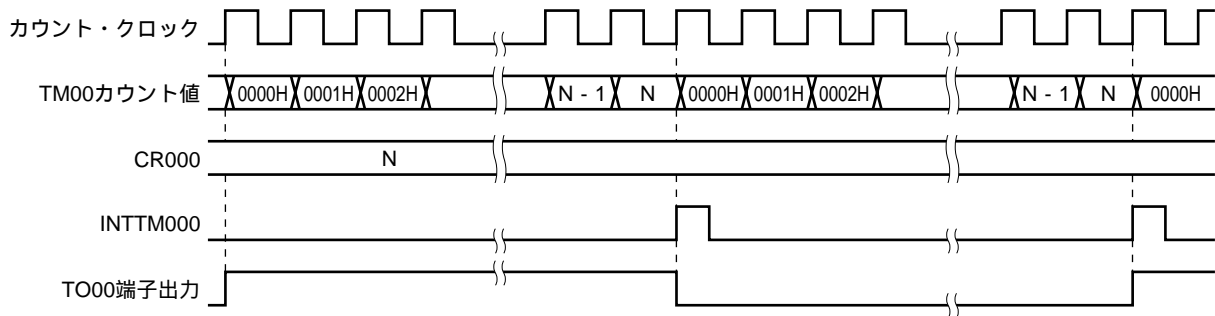 カウント・クロック
TM00カウント値 0000H 0001H 0002H N - 1 N 0000H 0001H 0002H N - 1 N 0000H
CR000 N
INTTM000
TO00端子出力